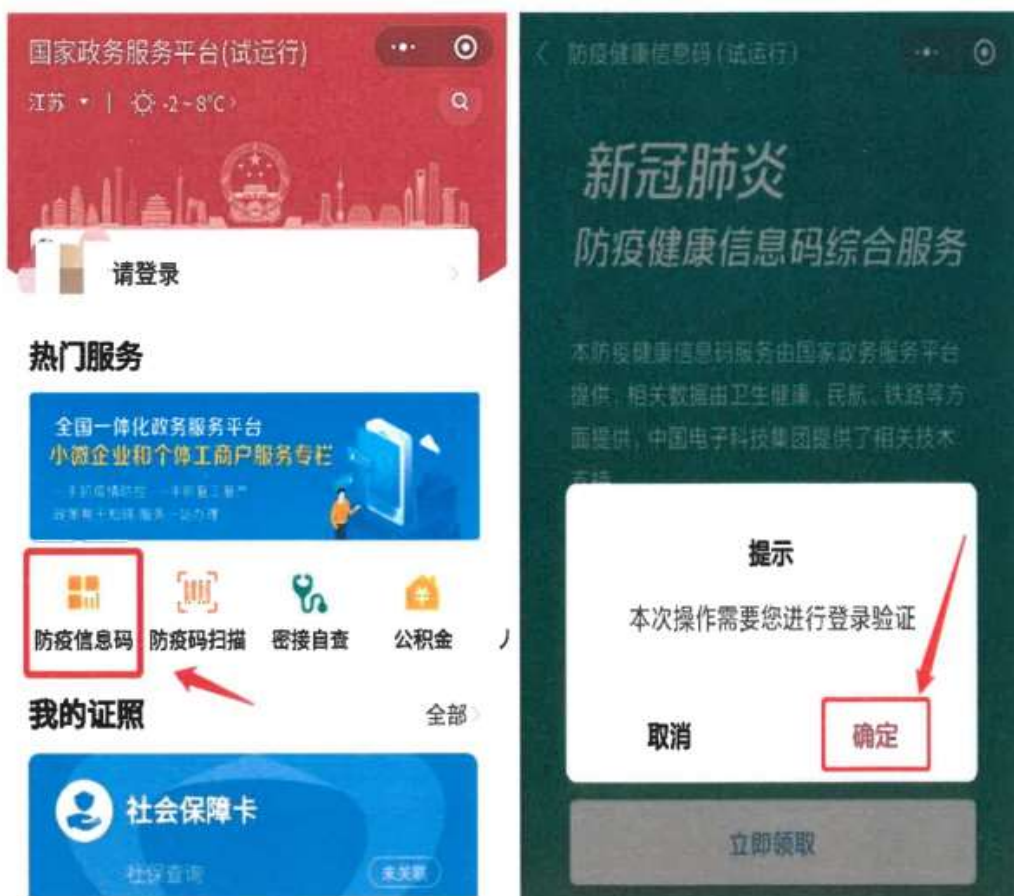 国家政务服务平台(试运行)
江苏 | -2~8℃
请登录
热门服务
全国一体化政务服务平台
小微企业和个体工商户服务专栏
防疫信息码
防疫码扫描
密接自查
公积金
我的证照
全部
社会保障卡
社保查询
未关联
防疫健康信息码(试运行)
新冠肺炎
防疫健康信息码综合服务
本防疫健康信息码服务由国家政务服务平台
提供,相关数据由卫生健康、民航、铁路等方
面提供,中国电子科技集团提供了相关技术
支持
提示
本次操作需要您进行登录验证
取消
确定
立即领取